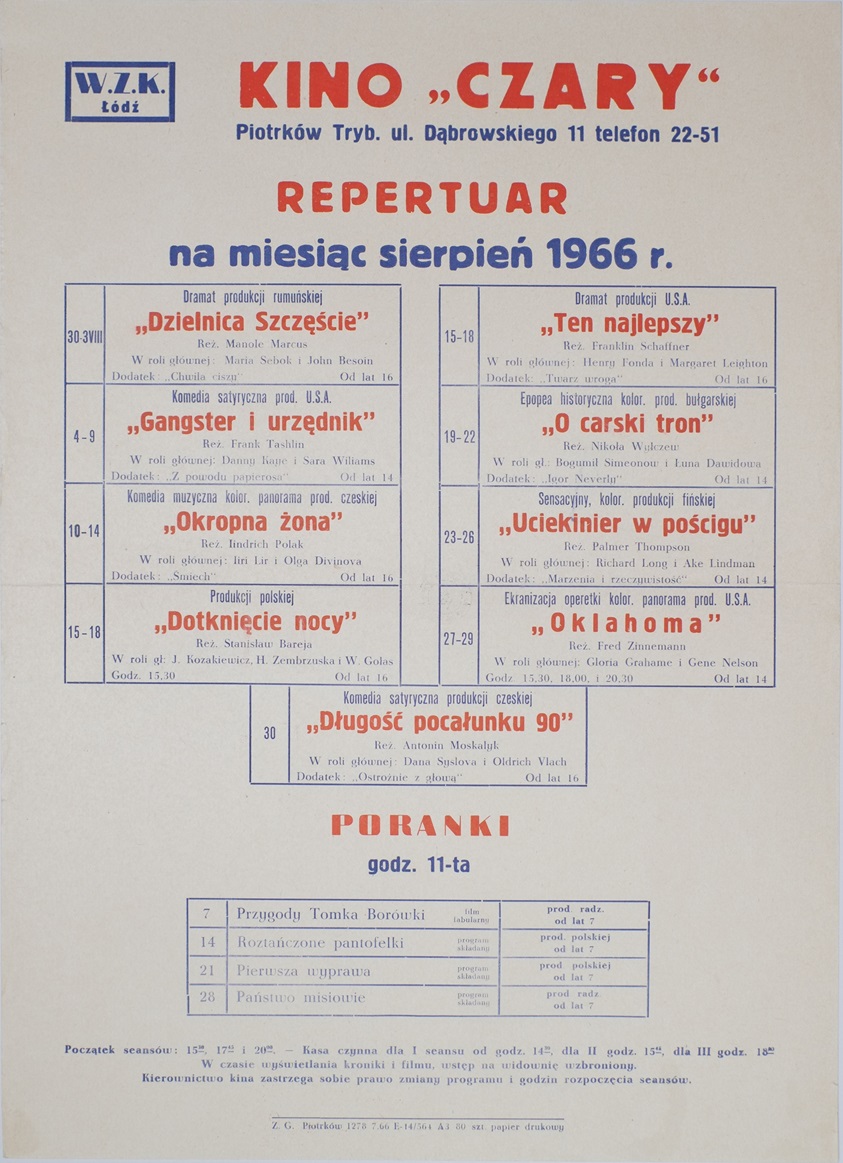 W.Z.K.
Łódź
KINO „CZARY“
Piotrków Tryb. ul. Dąbrowskiego 11 telefon 22-51
REPERTUAR
na miesiąc sierpień 1966 r.
30-3VIII
Dramat produkcji rumuńskiej
„Dzielnica Szczęście”
Reż. Manole Marcus
W roli głównej: Maria Sebok i John Besoin
Dodatek: „Chwila ciszy” Od lat 16
4-9
Komedia satyryczna prod. U.S.A.
„Gangster i urzędnik”
Reż. Frank Tashlin
W roli głównej: Danny Kaye i Sara Wiliams
Dodatek: „Z powodu papierosa” Od lat 14
10-14
Komedia muzyczna kolor. panorama prod. czeskiej
„Okropna żona”
Reż. Iindrich Polak
W roli głównej: Iiri Lir i Olga Divinova
Dodatek: „Śmiech” Od lat 16
15-18
Produkcji polskiej
„Dotknięcie nocy”
Reż. Stanisław Bareja
W roli gł: J. Kozakiewicz, H. Zembrzuska i W. Golas
Godz. 15,30 Od lat 16
15-18
Dramat produkcji U.S.A.
„Ten najlepszy”
Reż. Franklin Schaffner
W roli głównej: Henry Fonda i Margaret Leighton
Dodatek: „Twarz wroga” Od lat 16
19-22
Epopea historyczna kolor. prod. bułgarskiej
„O carski tron”
Reż. Nikoła Wylczew
W roli gł.: Bogumił Simeonow i Łuna Dawidowa
Dodatek: „Igor Neverly” Od lat 14
23-26
Sensacyjny, kolor. produkcji fińskiej
„Uciekinier w pościgu”
Reż. Palmer Thompson
W roli głównej: Richard Long i Ake Lindman
Dodatek: „Marzenia i rzeczywistość” Od lat 14
27-29
Ekranizacja operetki kolor. panorama prod. U.S.A.
„Oklahoma”
Reż. Fred Zinnemann
W roli głównej: Gloria Grahame i Gene Nelson
Godz. 15.30, 18,00, i 20,30 Od lat 14
30
Komedia satyryczna produkcji czeskiej
„Długość pocałunku 90”
Reż. Antonin Moskalyk
W roli głównej: Dana Syslova i Oldrich Vlach
Dodatek: „Ostrożnie z głową” Od lat 16
PORANKI
godz. 11-ta
7 Przygody Tomka Borówki film fabularny prod. radz. od lat 7
14 Roztańczone pantofelki program składany prod. polskiej od lat 7
21 Pierwsza wyprawa program składany prod. polskiej od lat 7
28 Państwo misiowie program składany prod. radz. od lat 7
Początek seansów: 15³⁰, 17⁴⁵ i 20⁰⁰. – Kasa czynna dla I seansu od godz. 14³⁰, dla II godz. 15⁴⁵, dla III godz. 18⁴⁰
W czasie wyświetlania kroniki i filmu, wstęp na widownię wzbroniony.
Kierownictwo kina zastrzega sobie prawo zmiany programu i godzin rozpoczęcia seansów.
Z. G. Piotrków 1278 7.66 E-14/564 A3 80 szt. papier drukowy